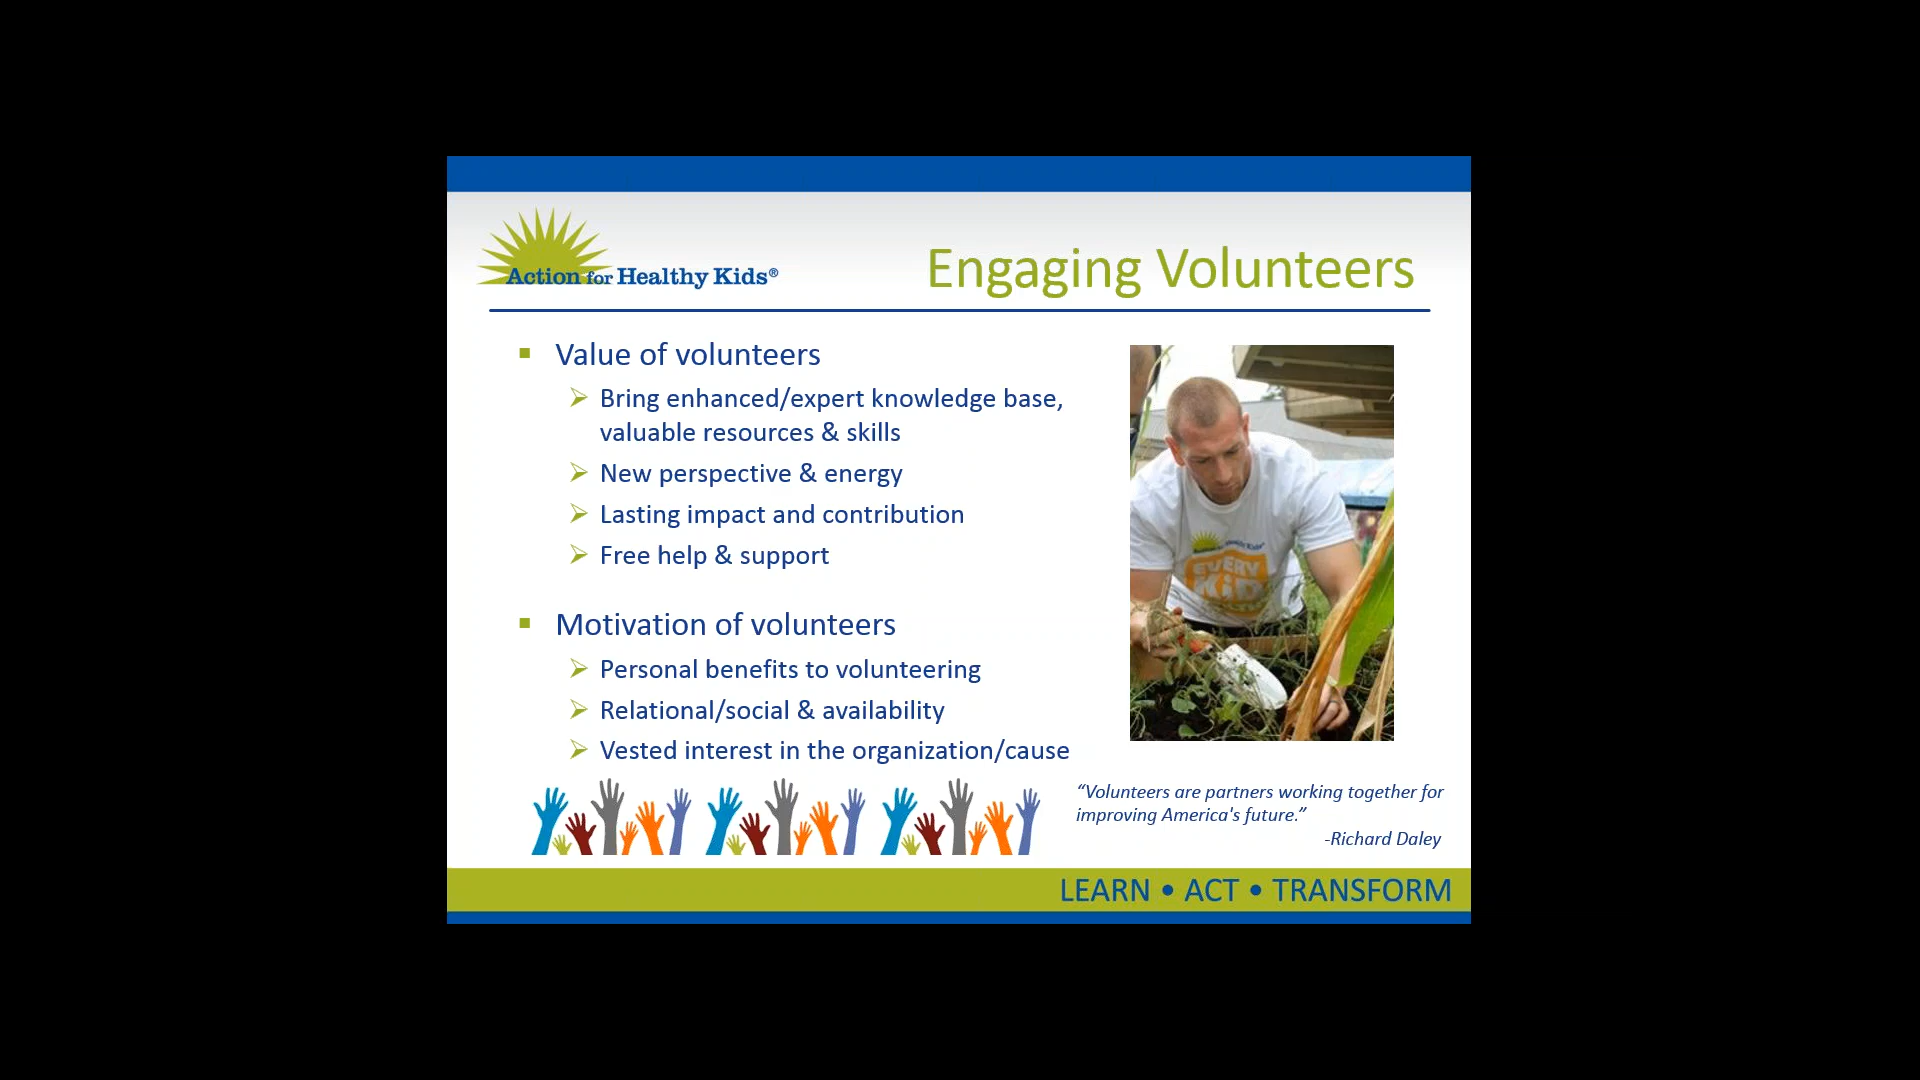 Action for Healthy Kids®
Engaging Volunteers
Value of volunteers
Bring enhanced/expert knowledge base,
valuable resources & skills
New perspective & energy
Lasting impact and contribution
Free help & support
Motivation of volunteers
Personal benefits to volunteering
Relational/social & availability
Vested interest in the organization/cause
EVERY
KID
“Volunteers are partners working together for
improving America's future.”
-Richard Daley
LEARN • ACT • TRANSFORM